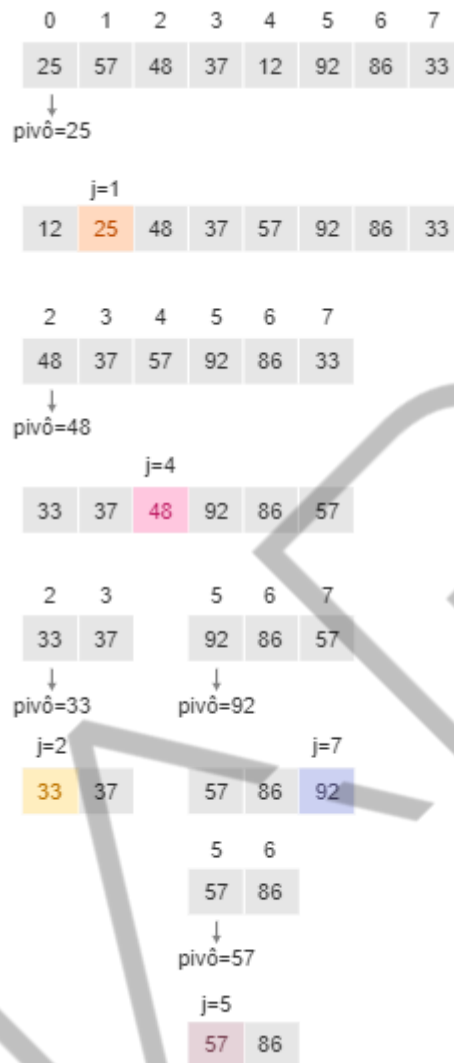 0 1 2 3 4 5 6 7
25 57 48 37 12 92 86 33
pivô=25
j=1
12 25 48 37 57 92 86 33
2 3 4 5 6 7
48 37 57 92 86 33
pivô=48
j=4
33 37 48 92 86 57
2 3 5 6 7
33 37 92 86 57
pivô=33 pivô=92
j=2 j=7
33 37 57 86 92
5 6
57 86
pivô=57
j=5
57 86